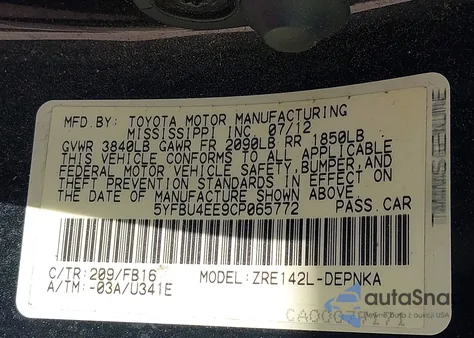 MFD.BY: TOYOTA MOTOR MANUFACTURING
MISSISSIPPI INC. 07/12
GVWR 3840LB GAWR FR 2090LB RR 1850LB
THIS VEHICLE CONFORMS TO ALL APPLICABLE
FEDERAL MOTOR VEHICLE SAFETY,BUMPER,AND
THEFT PREVENTION STANDARDS IN EFFECT ON
THE DATE OF MANUFACTURE SHOWN ABOVE.
5YFBU4EE9CP065772 PASS.CAR
C/TR:209/FB16 MODEL:ZRE142L-DEPNKA
A/TM:-03A/U341E
autaSna